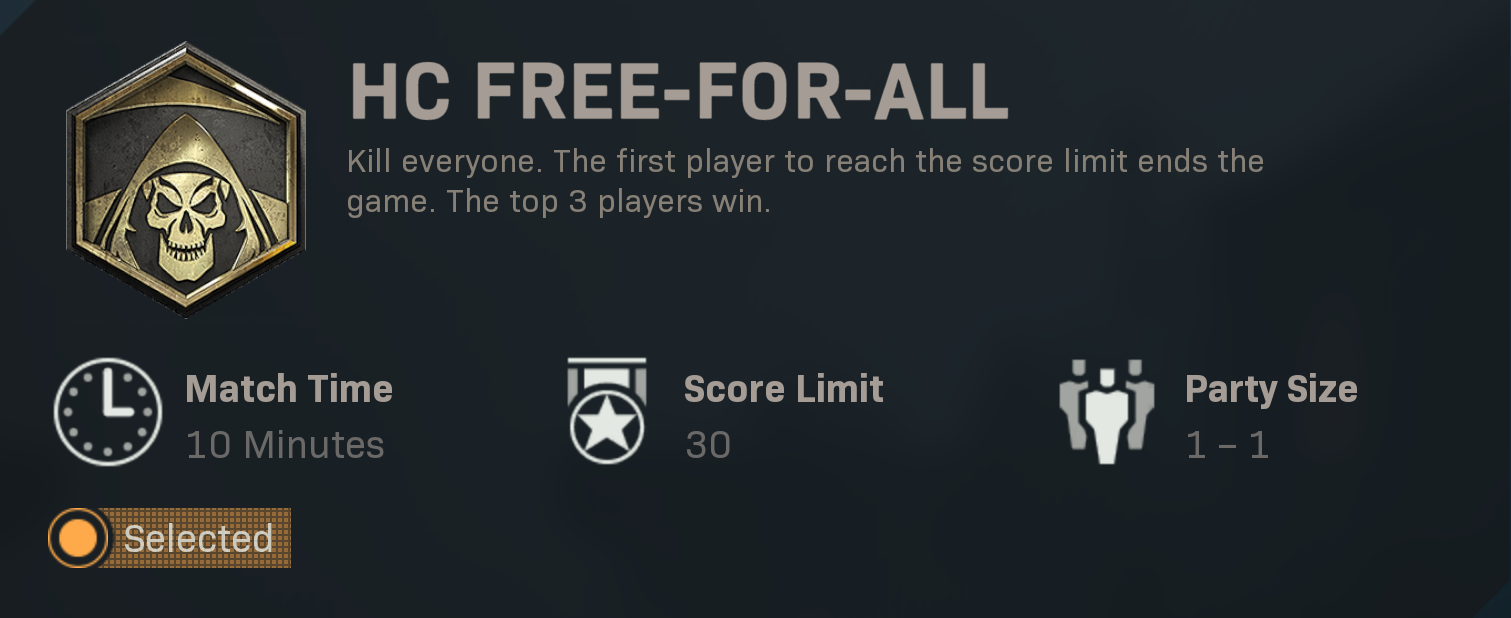 HC FREE-FOR-ALL
Kill everyone. The first player to reach the score limit ends the
game. The top 3 players win.
Match Time
10 Minutes
Score Limit
30
Party Size
1 – 1
Selected